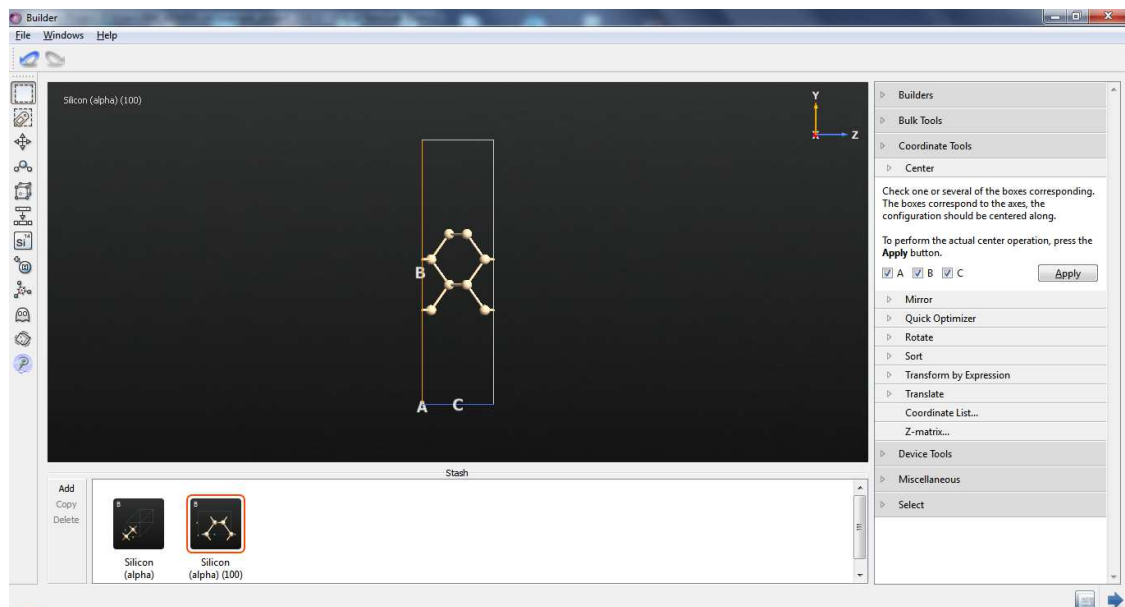 Builder
File Windows Help
Silicon (alpha) (100)
Y
X
Z
B
A
C
Builders
Bulk Tools
Coordinate Tools
Center
Check one or several of the boxes corresponding.
The boxes correspond to the axes, the
configuration should be centered along.
To perform the actual center operation, press the
Apply button.
A B C Apply
Mirror
Quick Optimizer
Rotate
Sort
Transform by Expression
Translate
Coordinate List...
Z-matrix...
Device Tools
Miscellaneous
Select
Si
Stash
Add
Copy
Delete
B
B
Silicon
(alpha)
Silicon
(alpha) (100)